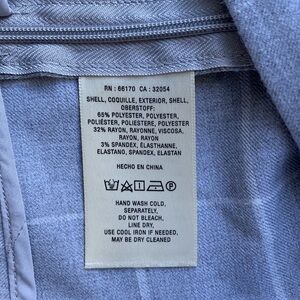 RN : 66170 CA : 32054
SHELL, COQUILLE, EXTERIOR, SHELL,
OBERSTOFF:
65% POLYESTER, POLYESTER,
POLIÉSTER, POLIESTERE, POLYESTER
32% RAYON, RAYONNE, VISCOSA,
RAYON, RAYON
3% SPANDEX, ÉLASTHANNE,
ELASTANO, SPANDEX, ELASTAN
HECHO EN CHINA
HAND WASH COLD,
SEPARATELY,
DO NOT BLEACH,
LINE DRY,
USE COOL IRON IF NEEDED,
MAY BE DRY CLEANED